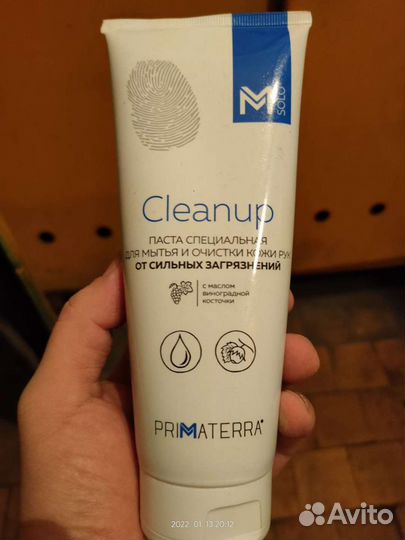 M
SOLO
Cleanup
ПАСТА СПЕЦИАЛЬНАЯ
ДЛЯ МЫТЬЯ И ОЧИСТКИ КОЖИ РУК
ОТ СИЛЬНЫХ ЗАГРЯЗНЕНИЙ
с маслом
виноградной
косточки
PRIMATERRA®
2022.01.13 20:12
Avito